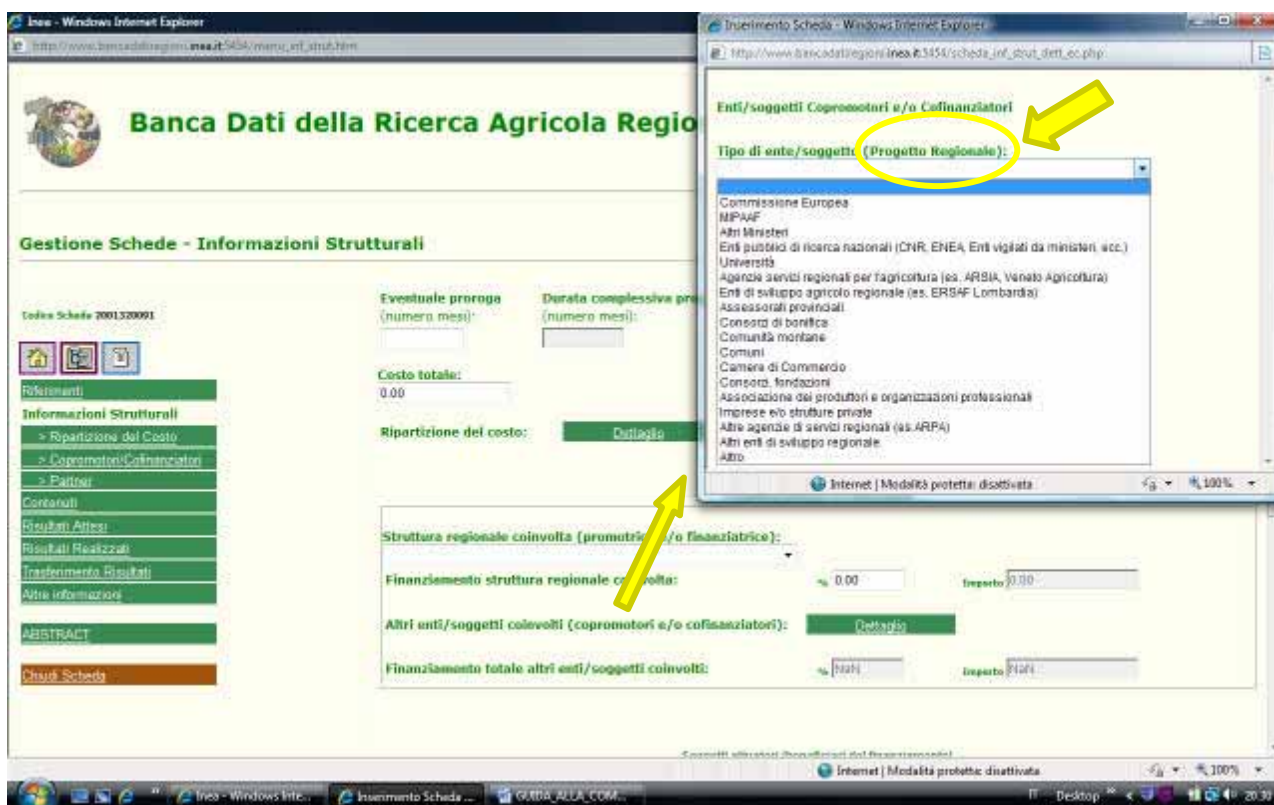 Inea - Windows Internet Explorer
Banca Dati della Ricerca Agricola Regio
Gestione Schede - Informazioni Strutturali
Codice Scheda 2001320091
Riferimenti
Informazioni Strutturali
> Ripartizione del Costo
> Copromotori/Cofinanziatori
> Partner
Contenuti
Risultati Attesi
Risultati Realizzati
Trasferimento Risultati
Altre informazioni
ABSTRACT
Chiudi Scheda
Eventuale proroga
(numero mesi):
Durata complessiva pro
(numero mesi):
Costo totale:
0.00
Ripartizione del costo:
Dettaglio
Struttura regionale coinvolta (promotrice e/o finanziatrice):
Finanziamento struttura regionale coinvolta:
% 0.00
Importo 0.00
Altri enti/soggetti coinvolti (copromotori e/o cofinanziatori):
Dettaglio
Finanziamento totale altri enti/soggetti coinvolti:
% NaN
Importo NaN
Internet | Modalità protetta: disattivata
100%
Inserimento Scheda - Windows Internet Explorer
Enti/soggetti Copromotori e/o Cofinanziatori
Tipo di ente/soggetto (Progetto Regionale):
Commissione Europea
MIPAAF
Altri Ministeri
Enti pubblici di ricerca nazionali (CNR, ENEA, Enti vigilati da ministeri, ecc.)
Università
Agenzie servizi regionali per l'agricoltura (es. ARSIA, Veneto Agricoltura)
Enti di sviluppo agricolo regionale (es. ERSAF Lombardia)
Assessorati provinciali
Consorzi di bonifica
Comunità montane
Comuni
Camere di Commercio
Consorzi, fondazioni
Associazione dei produttori e organizzazioni professionali
Imprese e/o strutture private
Altre agenzie di servizi regionali (es.ARPA)
Altri enti di sviluppo regionale
Altro
Internet | Modalità protetta: disattivata
100%
Inea - Windows Inte...
Inserimento Scheda ...
GUIDA_ALLA_COM...
IT
Desktop
20.30